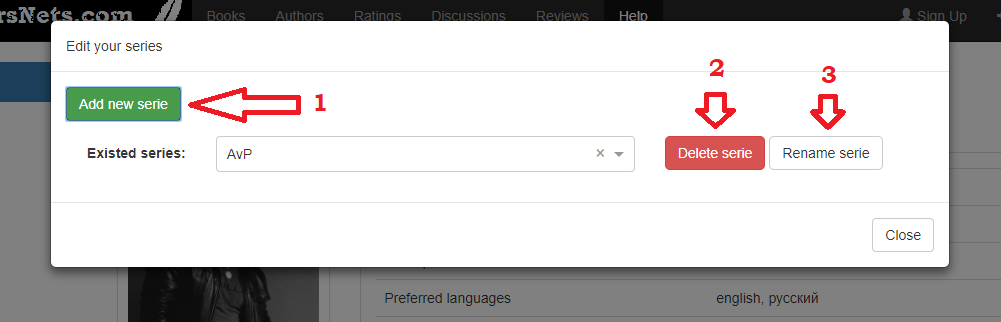 rsNets.com Books Authors Ratings Discussions Reviews Help Sign Up
Edit your series
Add new serie 1 2 3
Existed series: AvP × Delete serie Rename serie
Close
Preferred languages english, русский